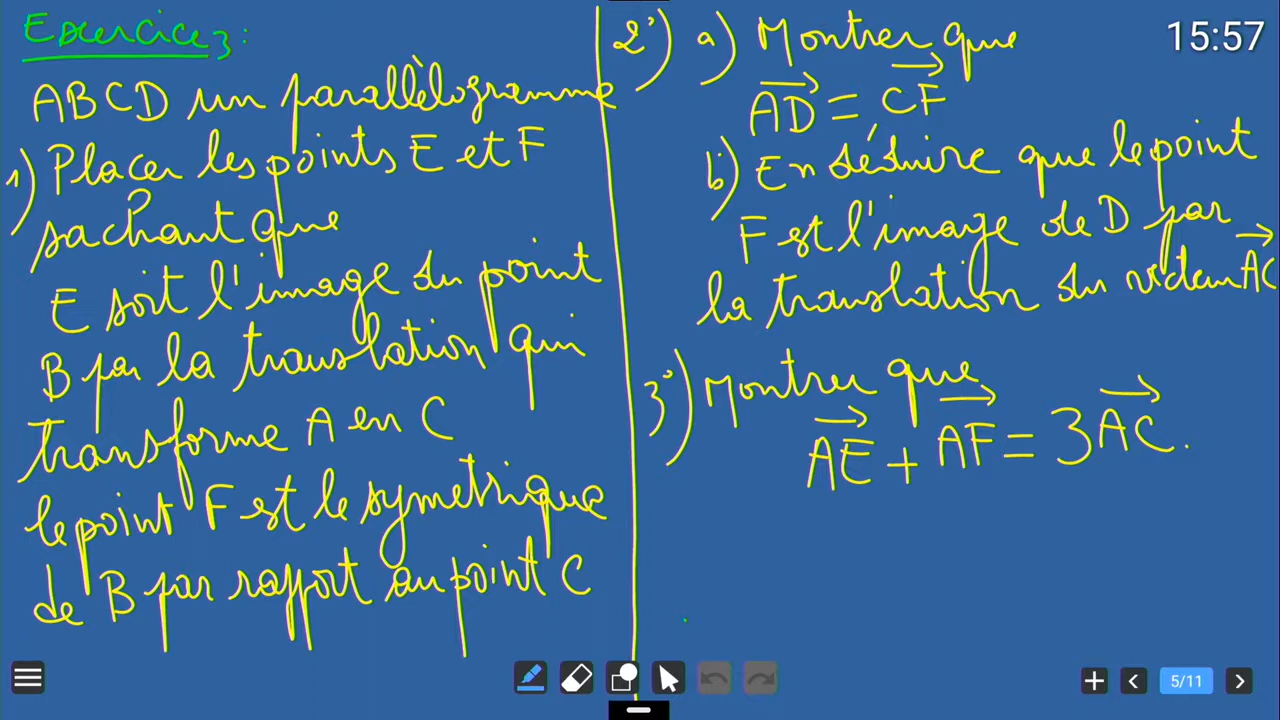 Exercice 3:
ABCD un parallèlogramme
1) Placer les points E et F
sachant que
E soit l'image du point
B par la translation qui
transforme A en C
le point F est le symetrique
de B par rapport au point C
2°) a) Montrer que
AD = CF
b) En déduire que le point
F est l'image de D par
la translation du vecteur AC
3°) Montrer que
AE + AF = 3AC.
15:57
5/11